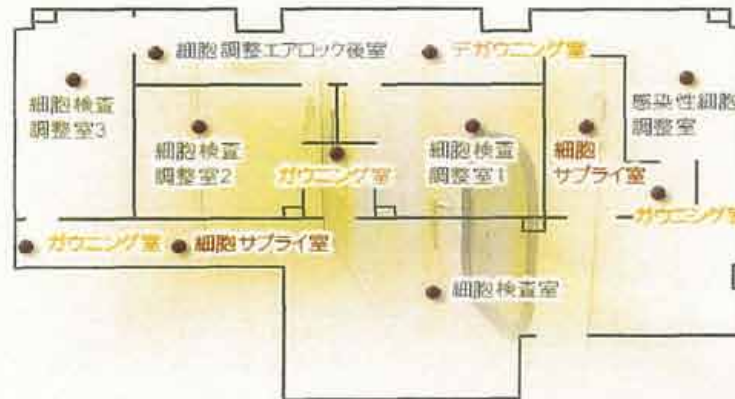 細胞調整エアロック後室
デガウニング室
細胞検査
調整室3
感染性細胞
調整室
細胞検査
調整室2
ガウニング室
細胞検査
調整室1
細胞
サプライ室
ガウニング室
ガウニング室
細胞サプライ室
細胞検査室